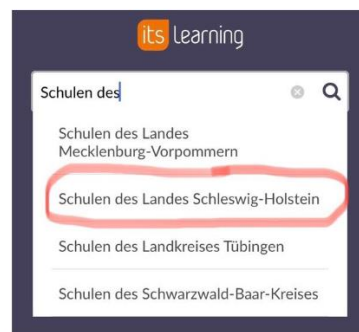 its learning
Schulen des
Schulen des Landes
Mecklenburg-Vorpommern
Schulen des Landes Schleswig-Holstein
Schulen des Landkreises Tübingen
Schulen des Schwarzwald-Baar-Kreises